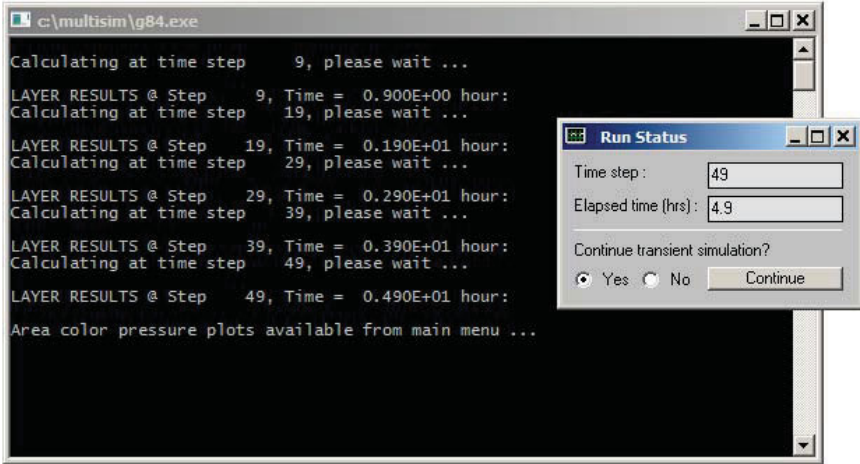 c:\multisim\g84.exe
Calculating at time step 9, please wait ...
LAYER RESULTS @ Step 9, Time = 0.900E+00 hour:
Calculating at time step 19, please wait ...
LAYER RESULTS @ Step 19, Time = 0.190E+01 hour:
Calculating at time step 29, please wait ...
LAYER RESULTS @ Step 29, Time = 0.290E+01 hour:
Calculating at time step 39, please wait ...
LAYER RESULTS @ Step 39, Time = 0.390E+01 hour:
Calculating at time step 49, please wait ...
LAYER RESULTS @ Step 49, Time = 0.490E+01 hour:
Area color pressure plots available from main menu ...
Run Status
Time step : 49
Elapsed time (hrs) : 4.9
Continue transient simulation?
Yes No Continue